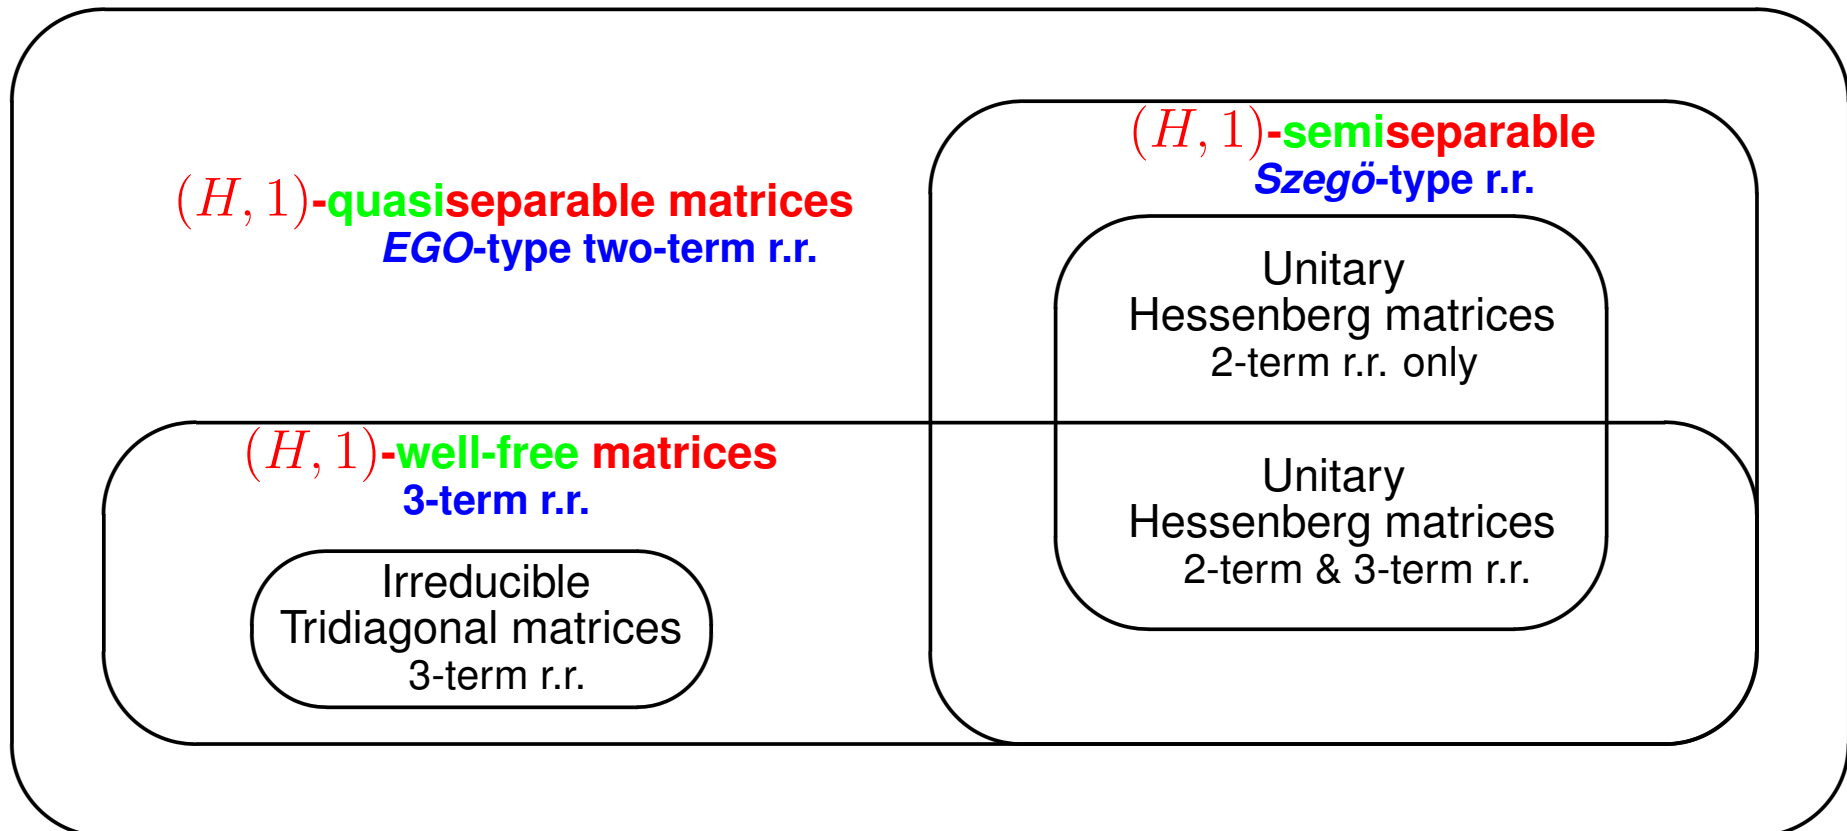 (H, 1)-quasiseparable matrices
EGO-type two-term r.r.
(H, 1)-semiseparable
Szegö-type r.r.
Unitary
Hessenberg matrices
2-term r.r. only
(H, 1)-well-free matrices
3-term r.r.
Irreducible
Tridiagonal matrices
3-term r.r.
Unitary
Hessenberg matrices
2-term & 3-term r.r.